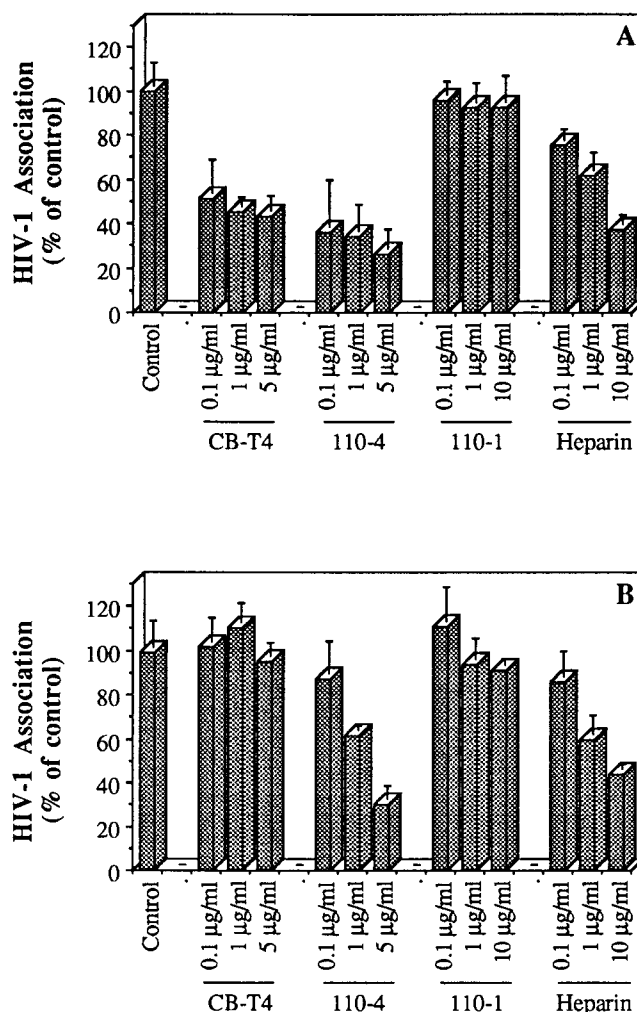 A
HIV-1 Association
(% of control)
120
100
80
60
40
20
0
Control
0.1 µg/ml
1 µg/ml
5 µg/ml
0.1 µg/ml
1 µg/ml
5 µg/ml
0.1 µg/ml
1 µg/ml
10 µg/ml
0.1 µg/ml
1 µg/ml
10 µg/ml
CB-T4
110-4
110-1
Heparin
B
HIV-1 Association
(% of control)
120
100
80
60
40
20
0
Control
0.1 µg/ml
1 µg/ml
5 µg/ml
0.1 µg/ml
1 µg/ml
5 µg/ml
0.1 µg/ml
1 µg/ml
10 µg/ml
0.1 µg/ml
1 µg/ml
10 µg/ml
CB-T4
110-4
110-1
Heparin